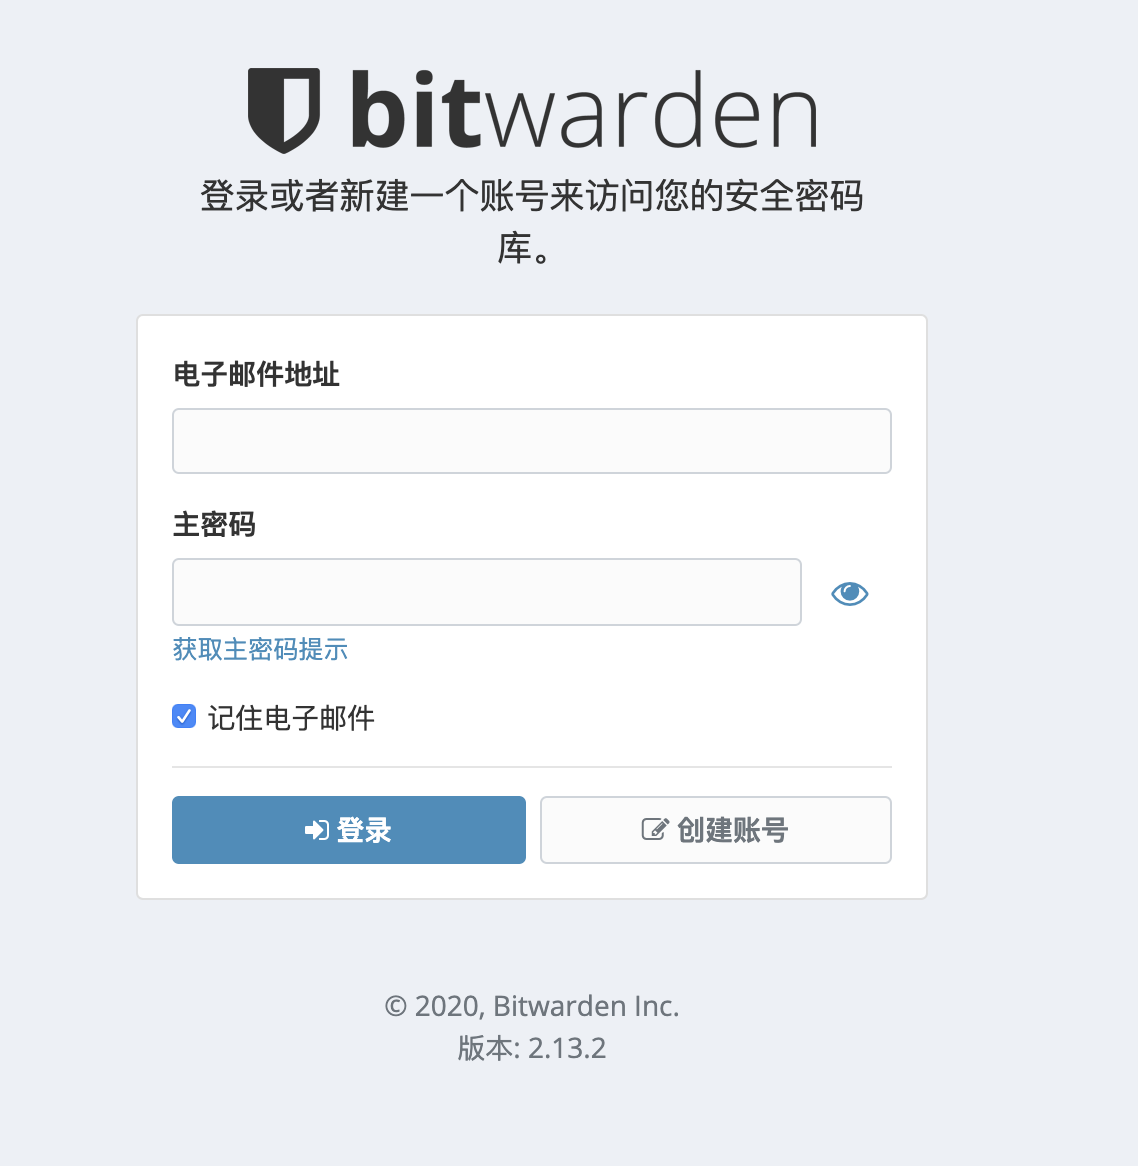 bitwarden
登录或者新建一个账号来访问您的安全密码
库。
电子邮件地址
主密码
获取主密码提示
记住电子邮件
登录
创建账号
© 2020, Bitwarden Inc.
版本: 2.13.2